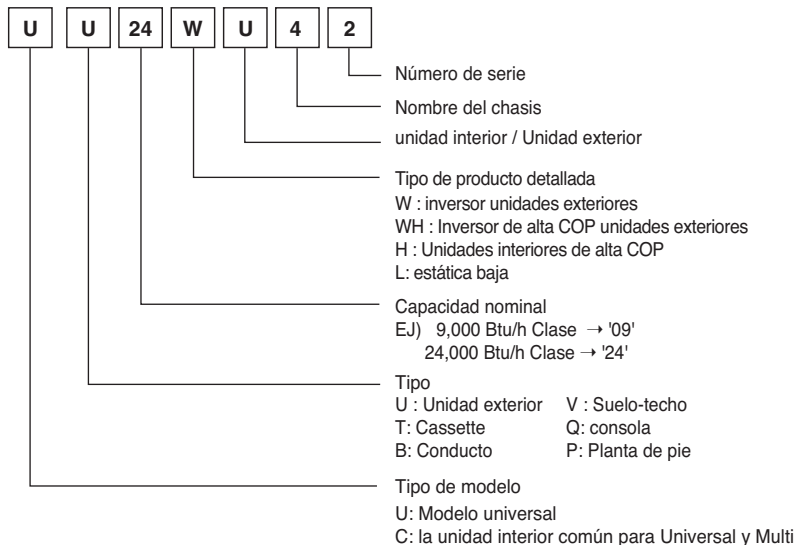 U U 24 W U 4 2
Número de serie
Nombre del chasis
unidad interior / Unidad exterior
Tipo de producto detallada
W : inversor unidades exteriores
WH : Inversor de alta COP unidades exteriores
H : Unidades interiores de alta COP
L: estática baja
Capacidad nominal
EJ) 9,000 Btu/h Clase → '09'
24,000 Btu/h Clase → '24'
Tipo
U : Unidad exterior V : Suelo-techo
T: Cassette Q: consola
B: Conducto P: Planta de pie
Tipo de modelo
U: Modelo universal
C: la unidad interior común para Universal y Multi